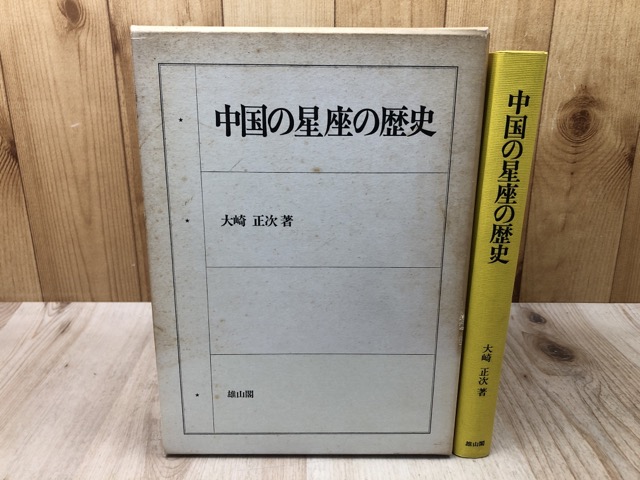 中国の星座の歴史
大崎 正次 著
雄山閣
中国の星座の歴史
大崎 正次 著
雄山閣